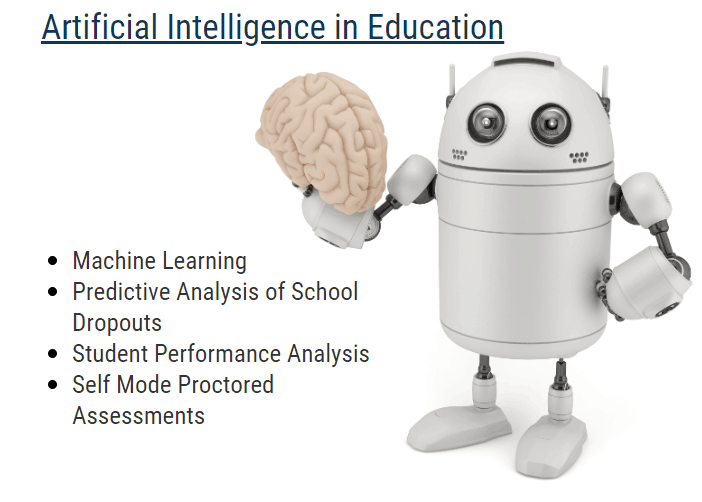 Artificial Intelligence in Education
Machine Learning
Predictive Analysis of School
Dropouts
Student Performance Analysis
Self Mode Proctored
Assessments